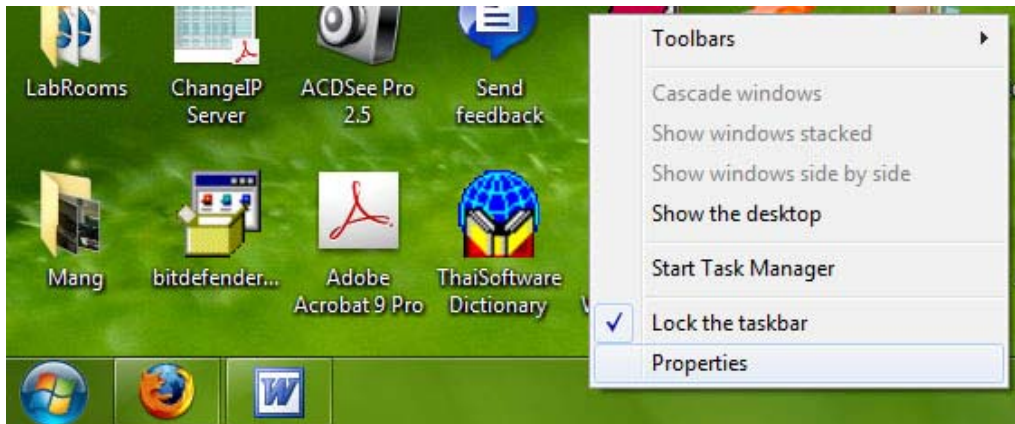 LabRooms
ChangeIP
Server
ACDSee Pro
2.5
Send
feedback
Mang
bitdefender...
Adobe
Acrobat 9 Pro
ThaiSoftware
Dictionary
Toolbars
Cascade windows
Show windows stacked
Show windows side by side
Show the desktop
Start Task Manager
Lock the taskbar
Properties